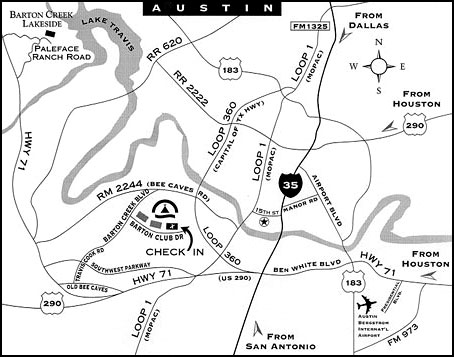 AUSTIN
BARTON CREEK
LAKESIDE
PALEFACE
RANCH ROAD
LAKE TRAVIS
RR 620
RR 2222
183
FM1325
FROM
DALLAS
N
W E
S
LOOP 1
(MOPAC)
LOOP 360
(CAPITAL OF TX HWY)
FROM
HOUSTON
290
HWY 71
LOOP 1
(MOPAC)
35
AIRPORT BLVD
RM 2244 (BEE CAVES RD)
15TH ST
MANOR RD
BARTON CREEK BLVD
BARTON CLUB DR
CHECK IN
LOOP 360
TRAVIS COOK RD
SOUTHWEST PARKWAY
OLD BEE CAVES
HWY 71
(US 290)
BEN WHITE BLVD
HWY 71
FROM
HOUSTON
290
183
LOOP 1
(MOPAC)
AUSTIN
BERGSTROM
INTERNAT'L
AIRPORT
PRESIDENTIAL
BLVD
FM 973
FROM
SAN ANTONIO